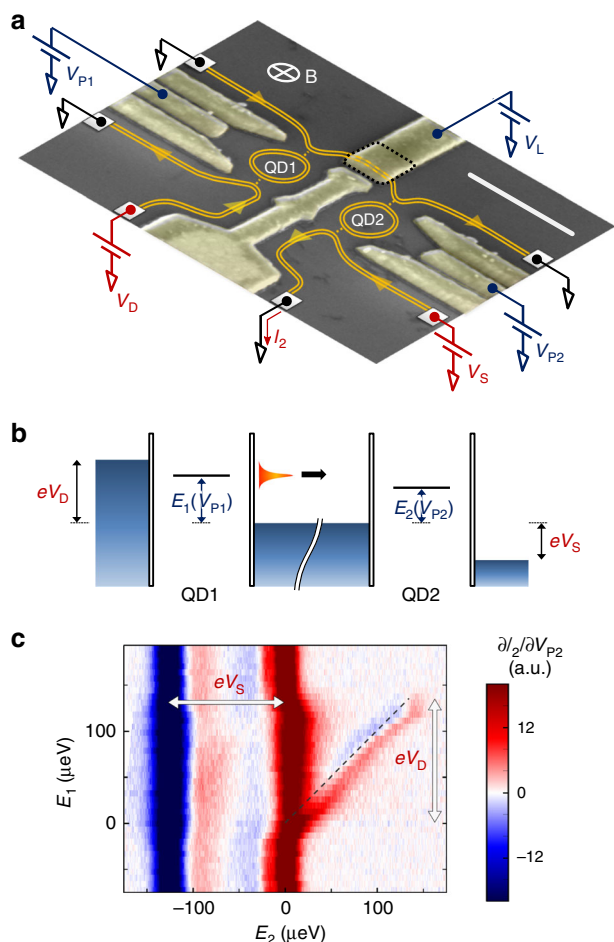 a
V_P1
B
V_L
QD1
QD2
V_D
I_2
V_S
V_P2
b
eV_D
E_1(V_P1)
E_2(V_P2)
eV_S
QD1
QD2
c
∂I_2/∂V_P2
(a.u.)
eV_S
eV_D
12
0
−12
100
0
E_1 (μeV)
−100
0
100
E_2 (μeV)